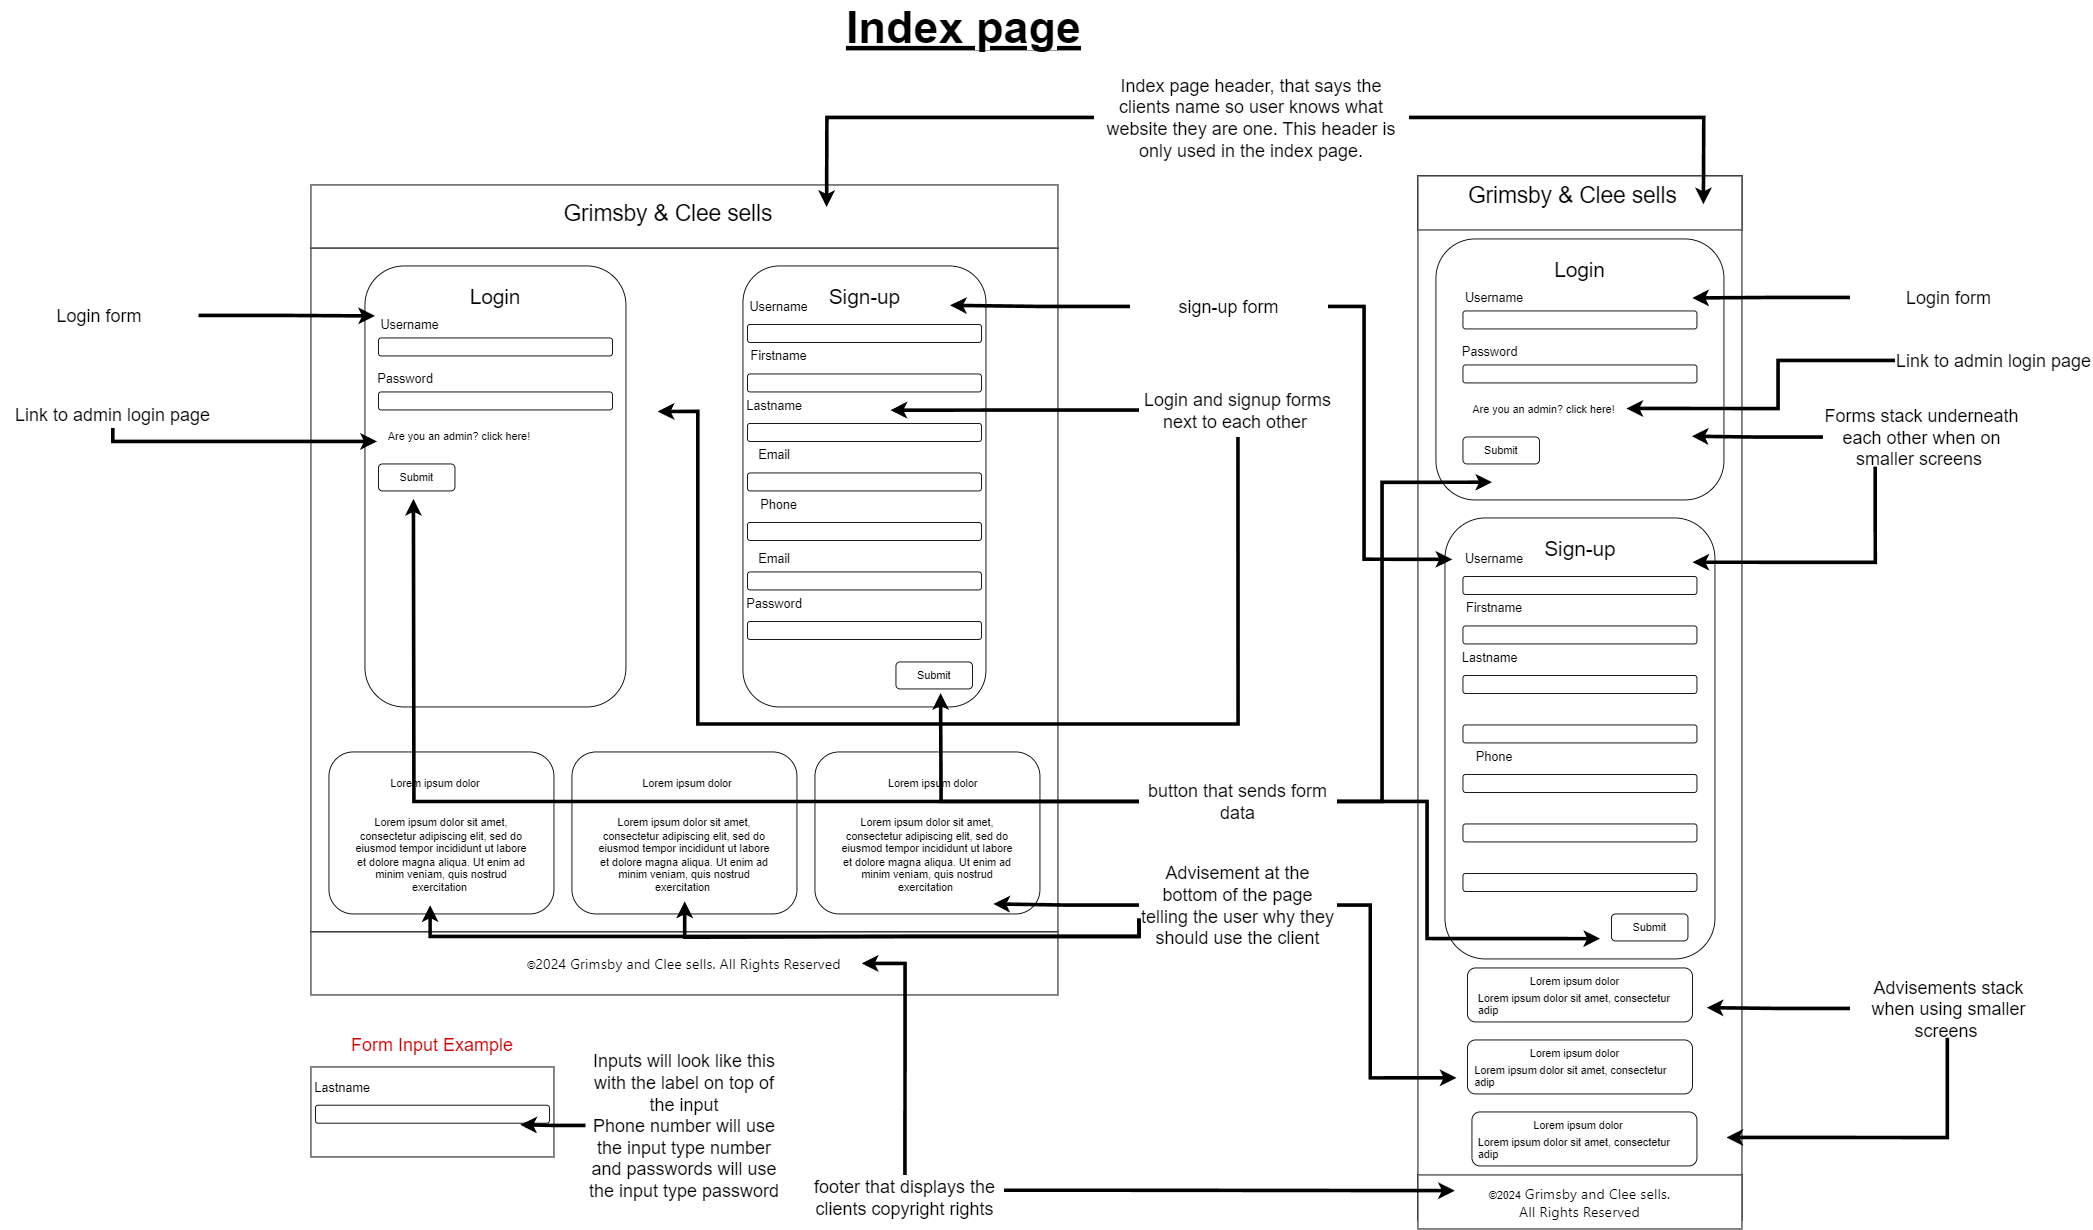 Index page
Index page header, that says the
clients name so user knows what
website they are one. This header is
only used in the index page.
Grimsby & Clee sells
Login
Username
Password
Are you an admin? click here!
Submit
Sign-up
Username
Firstname
Lastname
Email
Phone
Email
Password
Submit
Login form
Link to admin login page
sign-up form
Login and signup forms
next to each other
button that sends form
data
Lorem ipsum dolor
Lorem ipsum dolor sit amet,
consectetur adipiscing elit, sed do
eiusmod tempor incididunt ut labore
et dolore magna aliqua. Ut enim ad
minim veniam, quis nostrud
exercitation
Lorem ipsum dolor
Lorem ipsum dolor sit amet,
consectetur adipiscing elit, sed do
eiusmod tempor incididunt ut labore
et dolore magna aliqua. Ut enim ad
minim veniam, quis nostrud
exercitation
Lorem ipsum dolor
Lorem ipsum dolor sit amet,
consectetur adipiscing elit, sed do
eiusmod tempor incididunt ut labore
et dolore magna aliqua. Ut enim ad
minim veniam, quis nostrud
exercitation
Advisement at the
bottom of the page
telling the user why they
should use the client
©2024 Grimsby and Clee sells. All Rights Reserved
Form Input Example
Lastname
Inputs will look like this
with the label on top of
the input
Phone number will use
the input type number
and passwords will use
the input type password
footer that displays the
clients copyright rights
Grimsby & Clee sells
Login
Username
Password
Are you an admin? click here!
Submit
Login form
Link to admin login page
Forms stack underneath
each other when on
smaller screens
Sign-up
Username
Firstname
Lastname
Phone
Submit
Lorem ipsum dolor
Lorem ipsum dolor sit amet, consectetur
adip
Lorem ipsum dolor
Lorem ipsum dolor sit amet, consectetur
adip
Lorem ipsum dolor
Lorem ipsum dolor sit amet, consectetur
adip
Advisements stack
when using smaller
screens
©2024 Grimsby and Clee sells.
All Rights Reserved